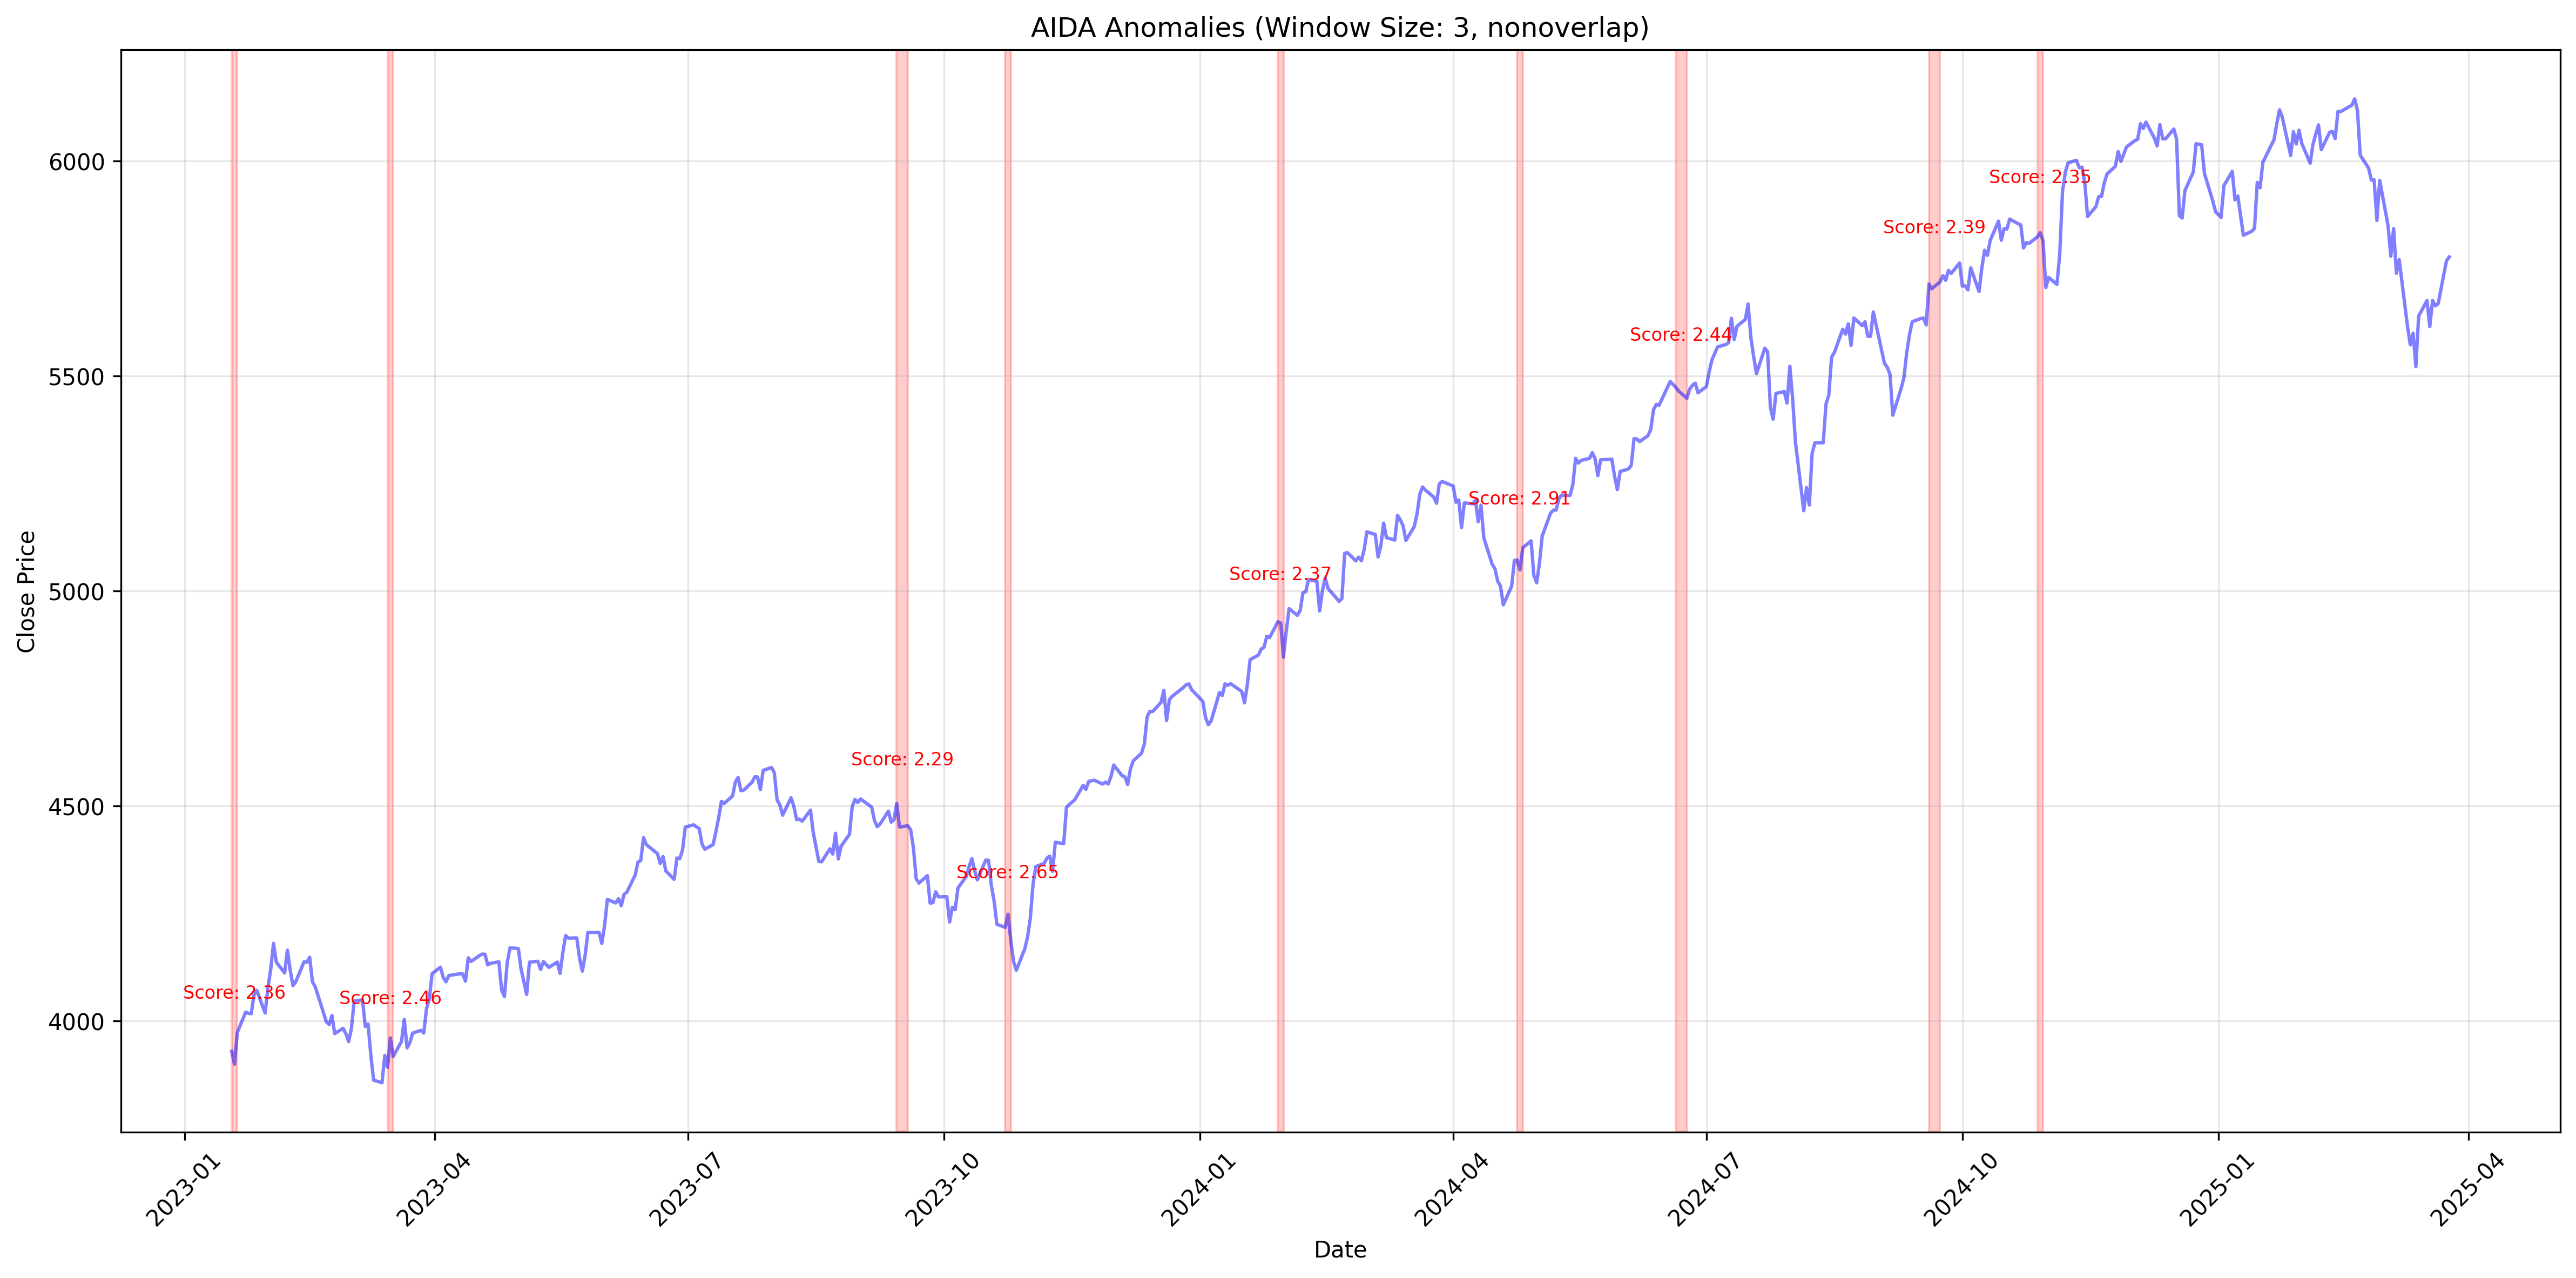 AIDA Anomalies (Window Size: 3, nonoverlap)
Close Price
6000
5500
5000
4500
4000
Score: 2.36
Score: 2.46
Score: 2.29
Score: 2.65
Score: 2.37
Score: 2.91
Score: 2.44
Score: 2.39
Score: 2.35
2023-01
2023-04
2023-07
2023-10
2024-01
2024-04
2024-07
2024-10
2025-01
2025-04
Date